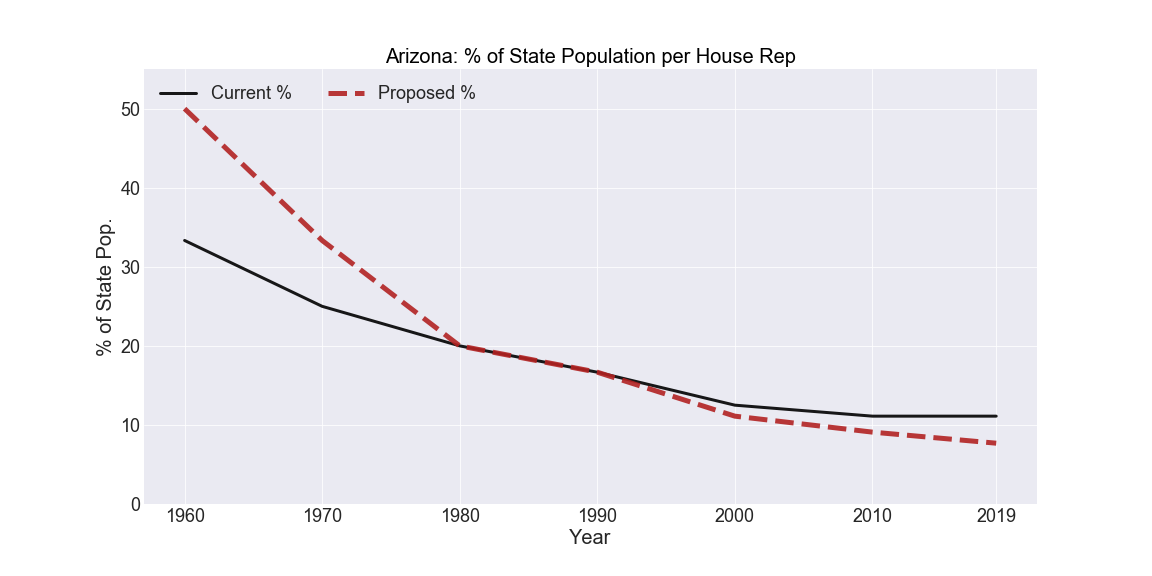 Arizona: % of State Population per House Rep
Current %
Proposed %
% of State Pop.
50
40
30
20
10
0
1960 1970 1980 1990 2000 2010 2019
Year